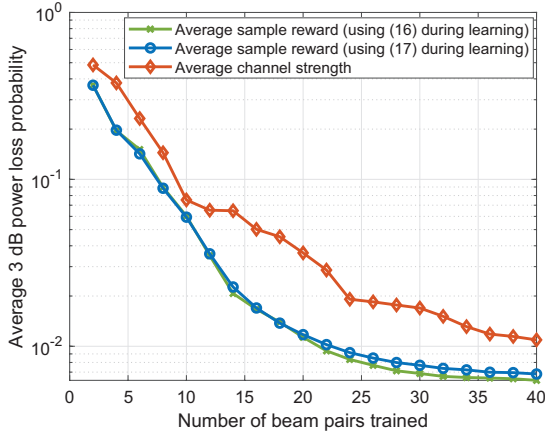 10^0
Average sample reward (using (16) during learning)
Average sample reward (using (17) during learning)
Average channel strength
Average 3 dB power loss probability
10^-1
10^-2
0 5 10 15 20 25 30 35 40
Number of beam pairs trained